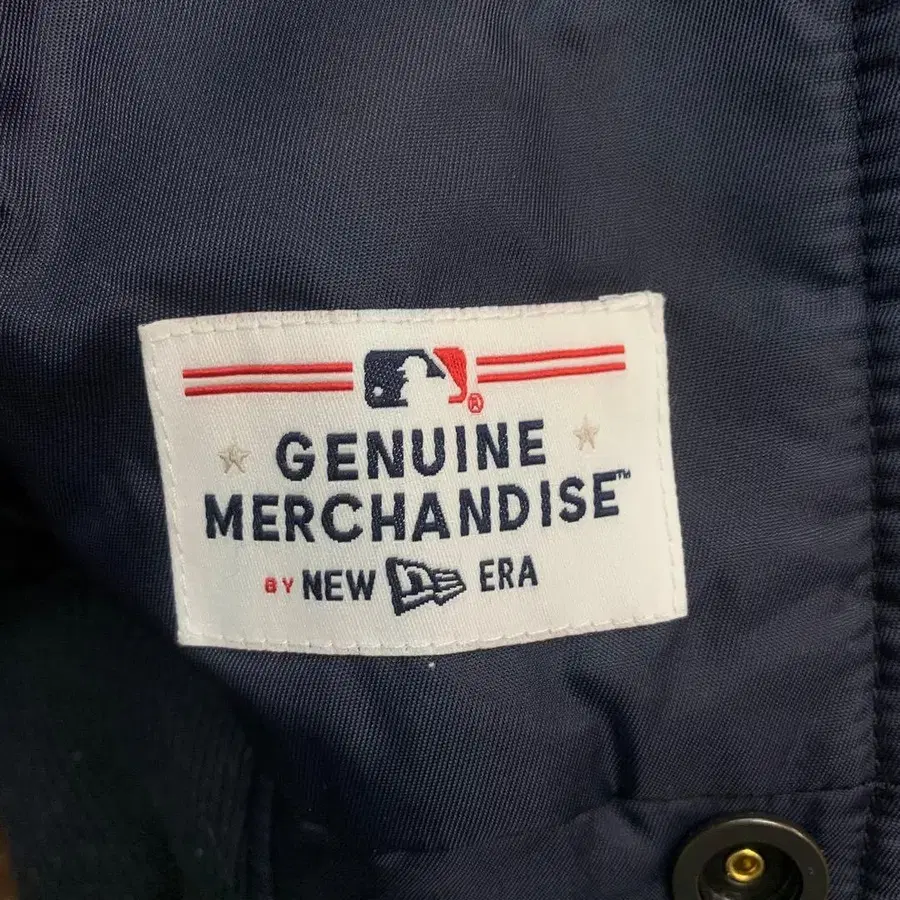 ®
GENUINE
MERCHANDISE™
BY NEW ERA